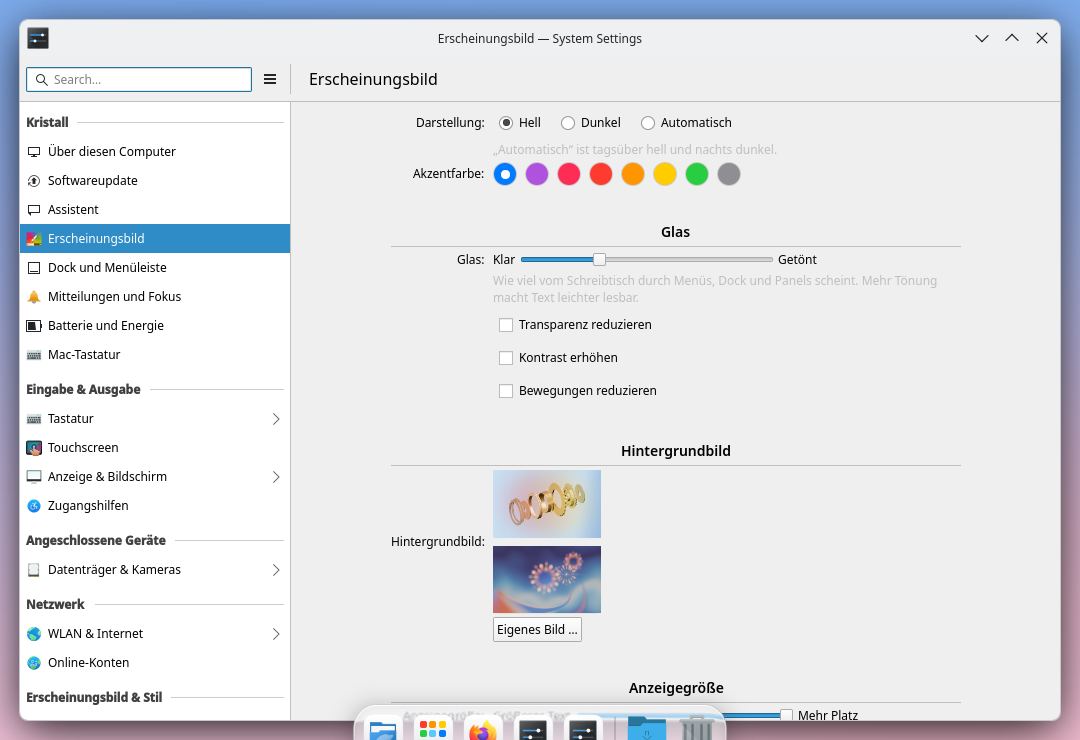 Erscheinungsbild — System Settings
Search...
Erscheinungsbild
Kristall
Über diesen Computer
Softwareupdate
Assistent
Erscheinungsbild
Dock und Menüleiste
Mitteilungen und Fokus
Batterie und Energie
Mac-Tastatur
Eingabe & Ausgabe
Tastatur
Touchscreen
Anzeige & Bildschirm
Zugangshilfen
Angeschlossene Geräte
Datenträger & Kameras
Netzwerk
WLAN & Internet
Online-Konten
Erscheinungsbild & Stil
Darstellung: Hell Dunkel Automatisch
„Automatisch“ ist tagsüber hell und nachts dunkel.
Akzentfarbe:
Glas
Glas: Klar Getönt
Wie viel vom Schreibtisch durch Menüs, Dock und Panels scheint. Mehr Tönung
macht Text leichter lesbar.
Transparenz reduzieren
Kontrast erhöhen
Bewegungen reduzieren
Hintergrundbild
Hintergrundbild:
Eigenes Bild ...
Anzeigegröße
Mehr Platz